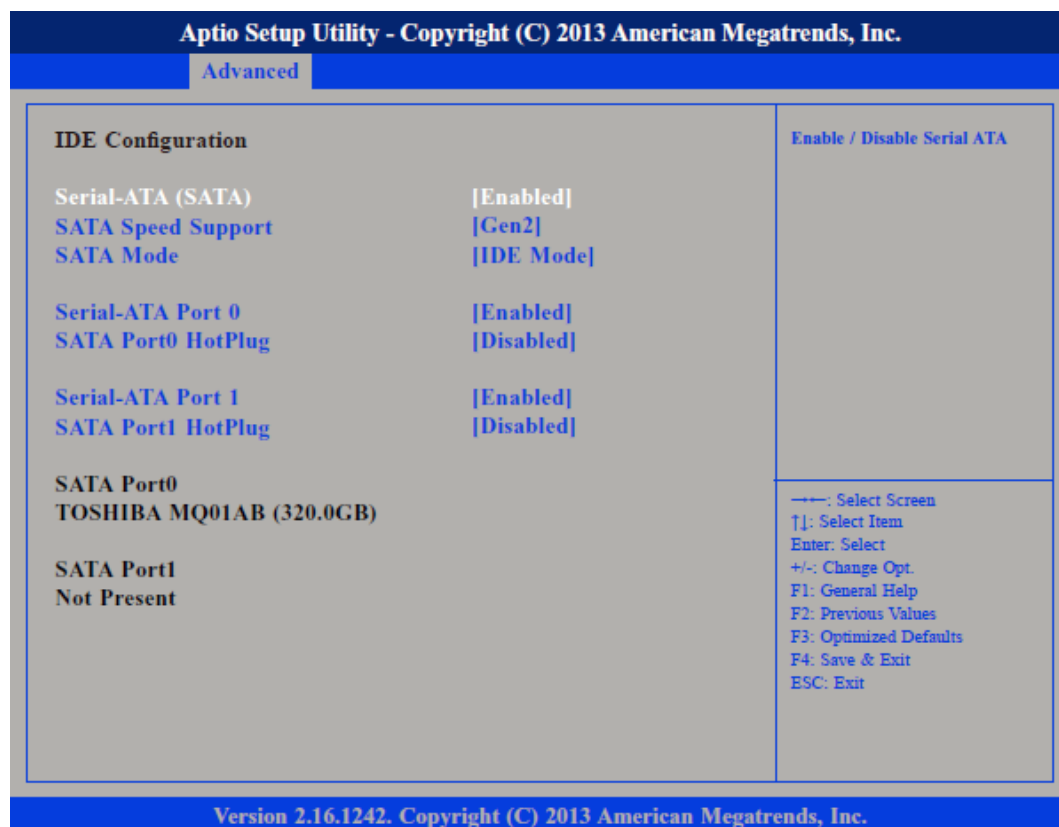 Aptio Setup Utility - Copyright (C) 2013 American Megatrends, Inc.
Advanced
IDE Configuration
Serial-ATA (SATA) [Enabled]
SATA Speed Support [Gen2]
SATA Mode [IDE Mode]
Serial-ATA Port 0 [Enabled]
SATA Port0 HotPlug [Disabled]
Serial-ATA Port 1 [Enabled]
SATA Port1 HotPlug [Disabled]
SATA Port0
TOSHIBA MQ01AB (320.0GB)
SATA Port1
Not Present
Enable / Disable Serial ATA
→←: Select Screen
↑↓: Select Item
Enter: Select
+/-: Change Opt.
F1: General Help
F2: Previous Values
F3: Optimized Defaults
F4: Save & Exit
ESC: Exit
Version 2.16.1242. Copyright (C) 2013 American Megatrends, Inc.